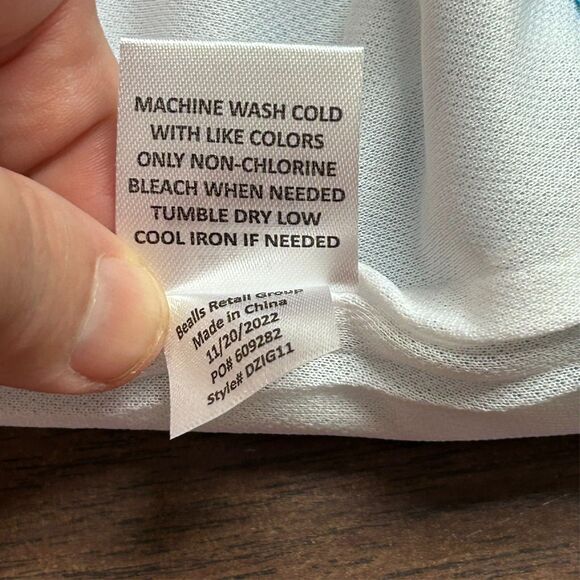 MACHINE WASH COLD
WITH LIKE COLORS
ONLY NON-CHLORINE
BLEACH WHEN NEEDED
TUMBLE DRY LOW
COOL IRON IF NEEDED
Bealls Retail Group
Made in China
11/20/2022
PO# 609282
Style# DZIG11